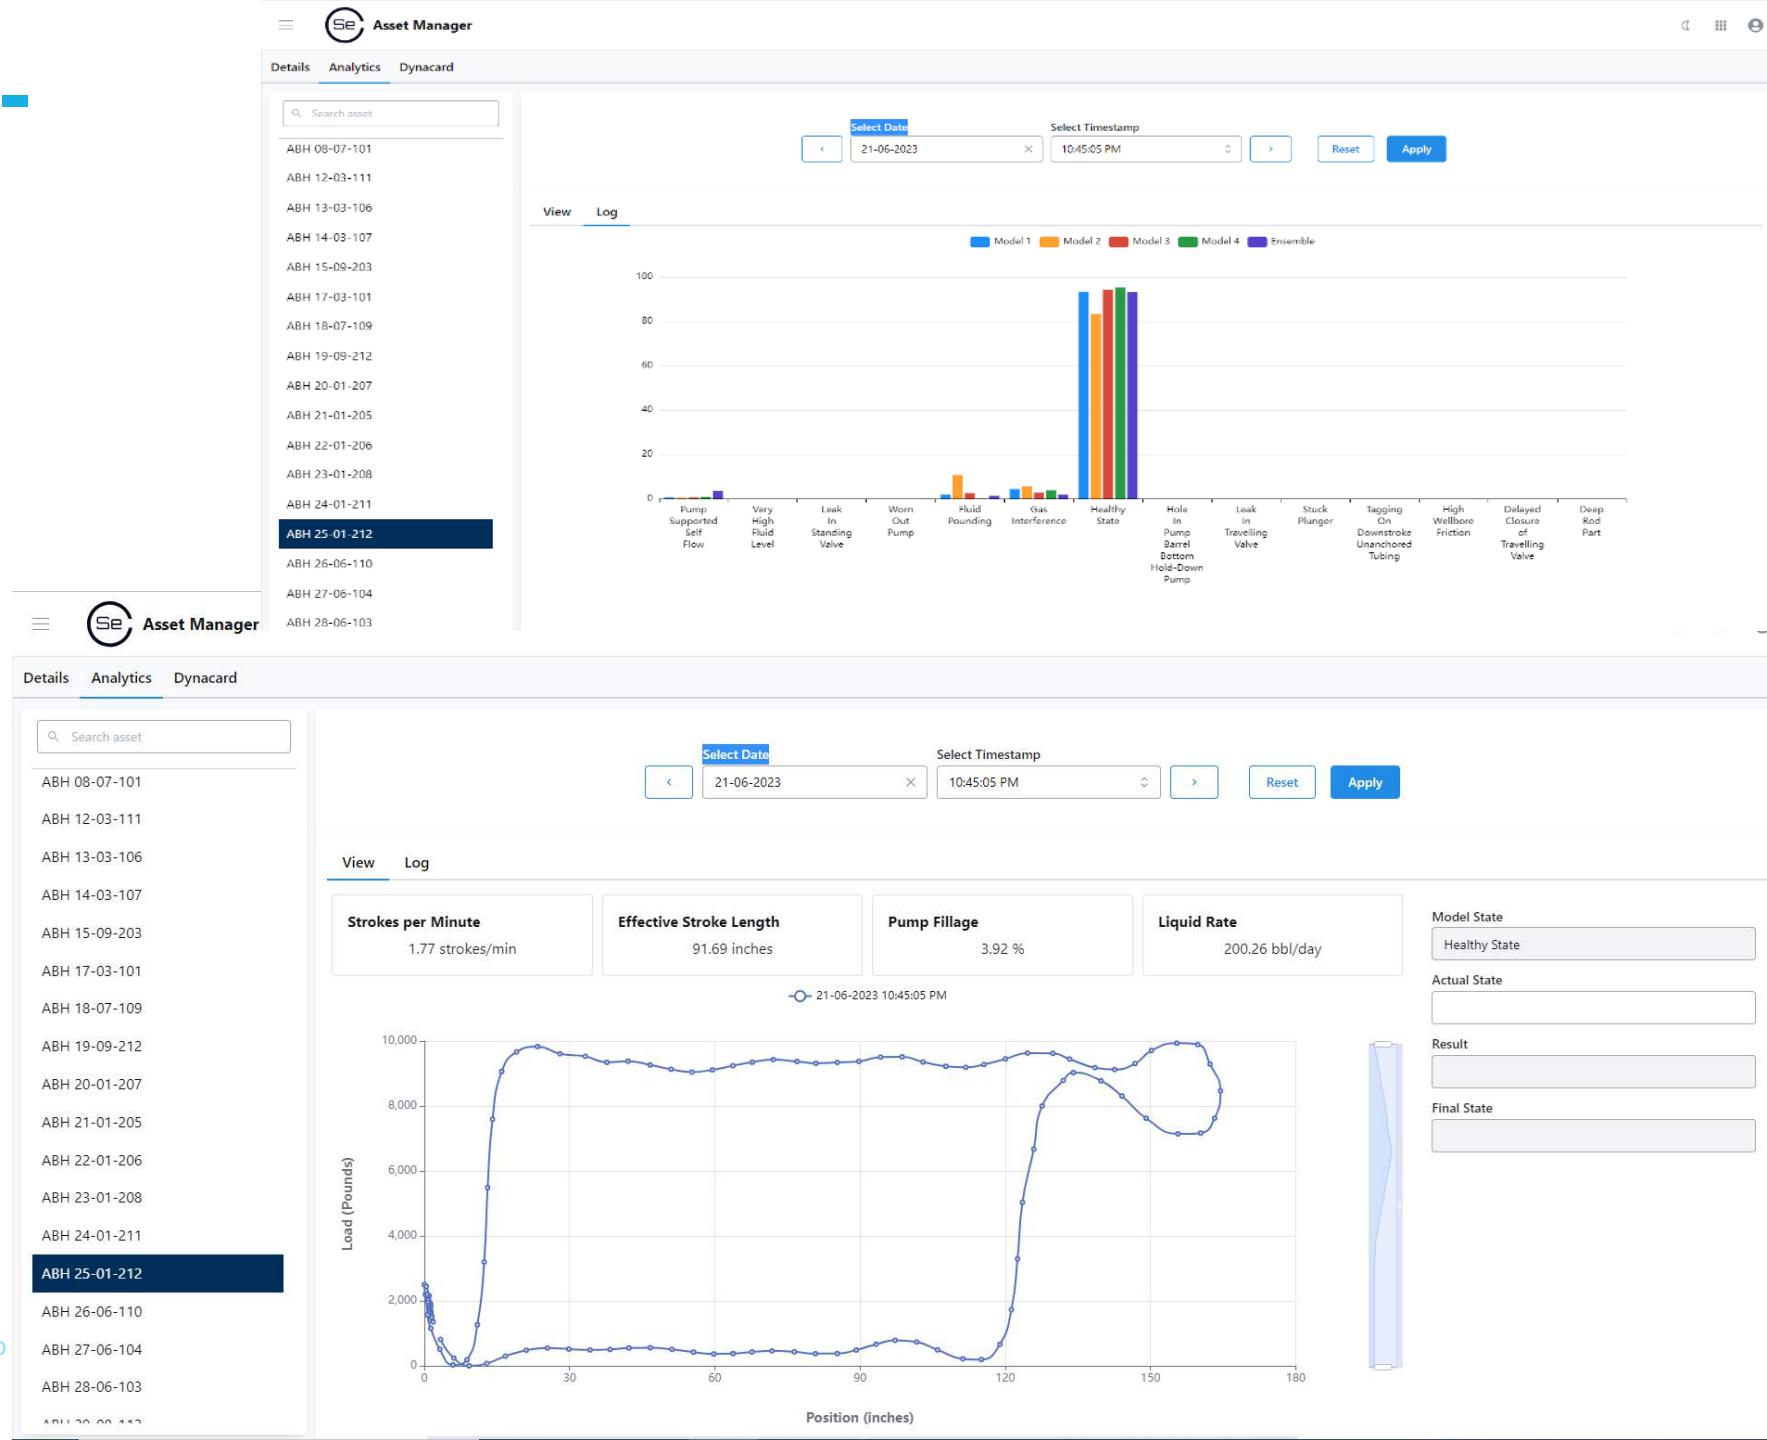 Se Asset Manager
Details Analytics Dynacard
Search asset
Select Date
Select Timestamp
21-06-2023
10:45:05 PM
Reset
Apply
ABH 08-07-101
ABH 12-03-111
ABH 13-03-106
ABH 14-03-107
ABH 15-09-203
ABH 17-03-101
ABH 18-07-109
ABH 19-09-212
ABH 20-01-207
ABH 21-01-205
ABH 22-01-206
ABH 23-01-208
ABH 24-01-211
ABH 25-01-212
ABH 26-06-110
ABH 27-06-104
ABH 28-06-103
View Log
Model 1 Model 2 Model 3 Model 4 Ensemble
100
80
60
40
20
0
Pump Supported Self Flow
Very High Fluid Level
Leak In Standing Valve
Worn Out Pump
Fluid Pounding
Gas Interference
Healthy State
Hole In Pump Barrel Bottom Hold-Down Pump
Leak In Travelling Valve
Stuck Plunger
Tagging On Downstroke Unanchored Tubing
High Wellbore Friction
Delayed Closure of Travelling Valve
Deep Rod Part
Se Asset Manager
Details Analytics Dynacard
Search asset
ABH 08-07-101
ABH 12-03-111
ABH 13-03-106
ABH 14-03-107
ABH 15-09-203
ABH 17-03-101
ABH 18-07-109
ABH 19-09-212
ABH 20-01-207
ABH 21-01-205
ABH 22-01-206
ABH 23-01-208
ABH 24-01-211
ABH 25-01-212
ABH 26-06-110
ABH 27-06-104
ABH 28-06-103
Select Date
Select Timestamp
21-06-2023
10:45:05 PM
Reset
Apply
View Log
Strokes per Minute
1.77 strokes/min
Effective Stroke Length
91.69 inches
Pump Fillage
3.92 %
Liquid Rate
200.26 bbl/day
Model State
Healthy State
Actual State
Result
Final State
21-06-2023 10:45:05 PM
Load (Pounds)
10,000
8,000
6,000
4,000
2,000
0
0 30 60 90 120 150 180
Position (inches)